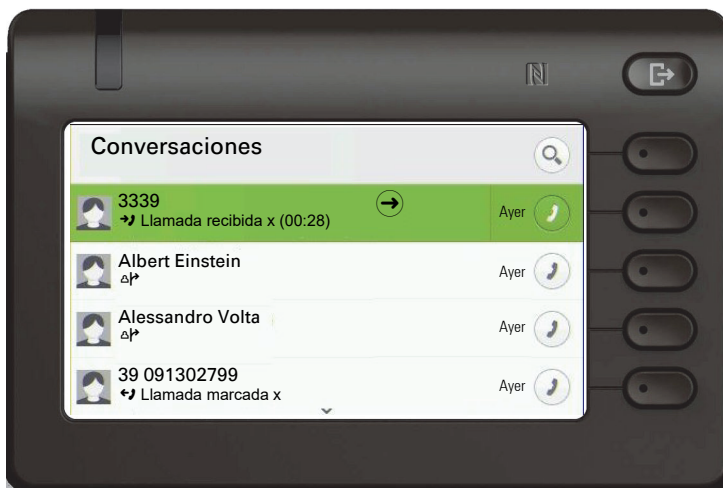 Conversaciones
3339
Llamada recibida x (00:28)
Ayer
Albert Einstein
Ayer
Alessandro Volta
Ayer
39 091302799
Llamada marcada x
Ayer